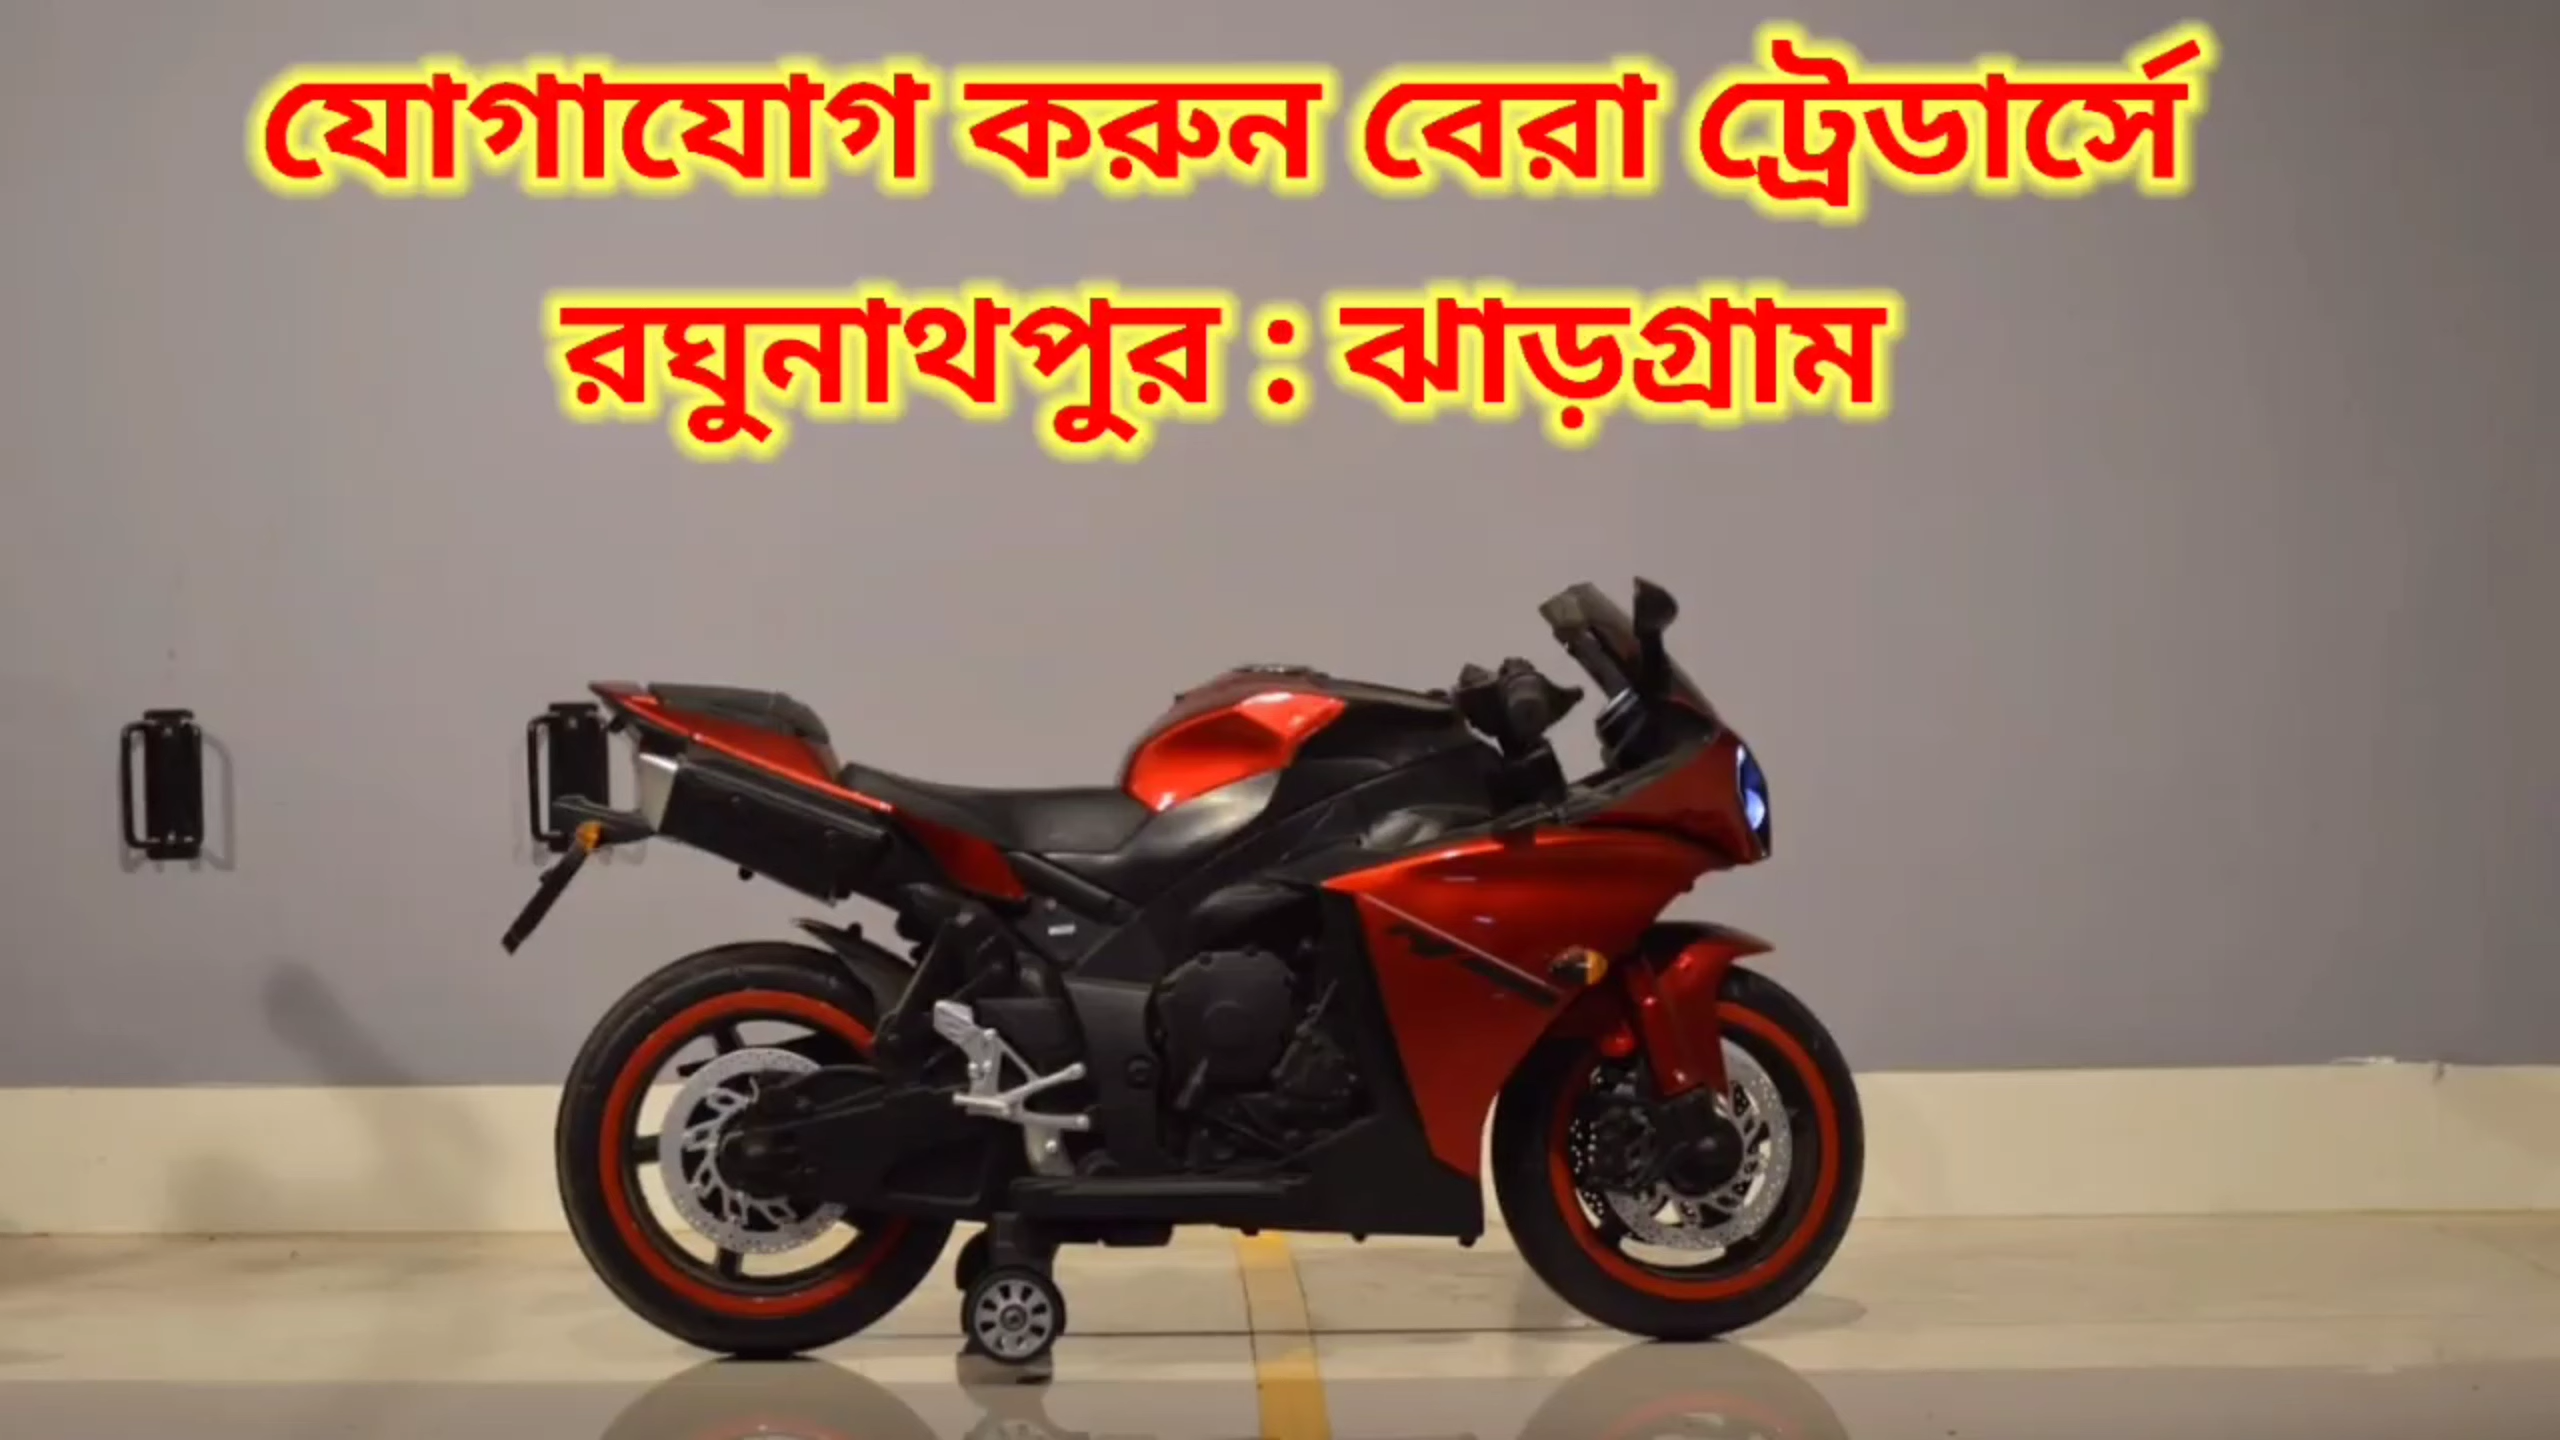 যোগাযোগ করুন বেরা ট্রেডার্সে
রঘুনাথপুর : ঝাড়গ্রাম